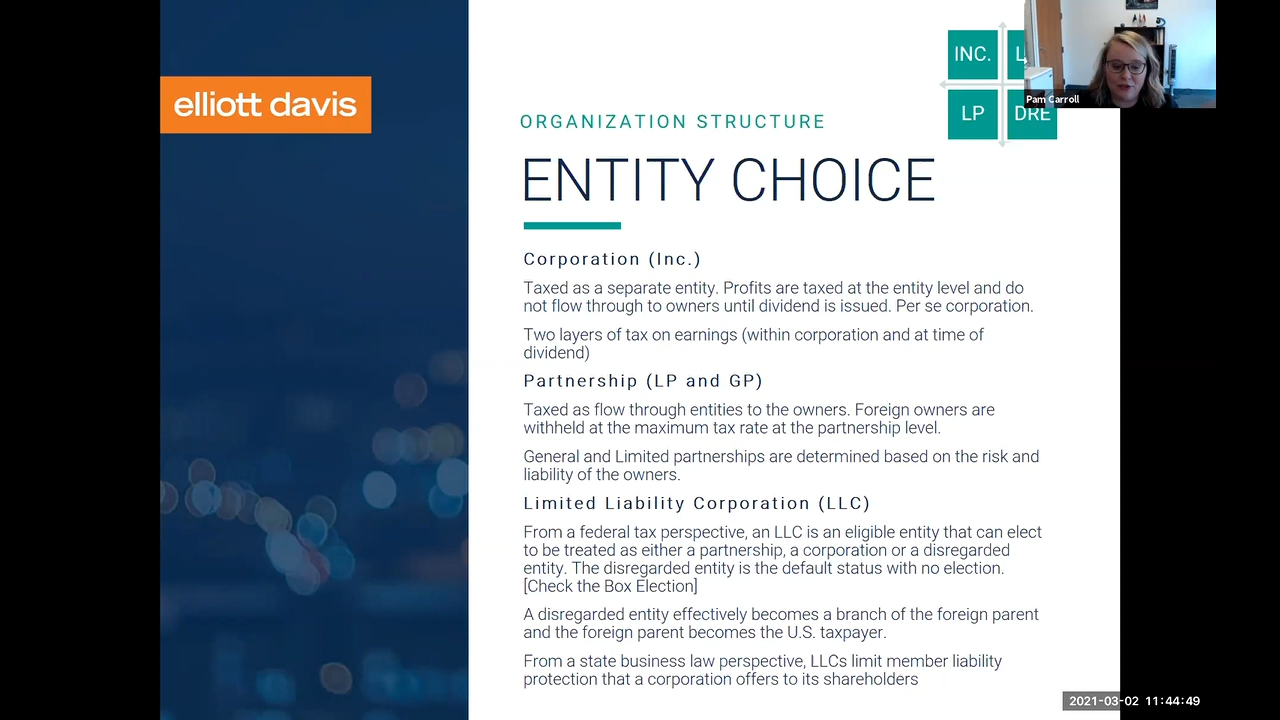 elliott davis
INC.
L
LP
DRE
Pam Carroll
ORGANIZATION STRUCTURE
ENTITY CHOICE
Corporation (Inc.)
Taxed as a separate entity. Profits are taxed at the entity level and do
not flow through to owners until dividend is issued. Per se corporation.
Two layers of tax on earnings (within corporation and at time of
dividend)
Partnership (LP and GP)
Taxed as flow through entities to the owners. Foreign owners are
withheld at the maximum tax rate at the partnership level.
General and Limited partnerships are determined based on the risk and
liability of the owners.
Limited Liability Corporation (LLC)
From a federal tax perspective, an LLC is an eligible entity that can elect
to be treated as either a partnership, a corporation or a disregarded
entity. The disregarded entity is the default status with no election.
[Check the Box Election]
A disregarded entity effectively becomes a branch of the foreign parent
and the foreign parent becomes the U.S. taxpayer.
From a state business law perspective, LLCs limit member liability
protection that a corporation offers to its shareholders
2021-03-02 11:44:49